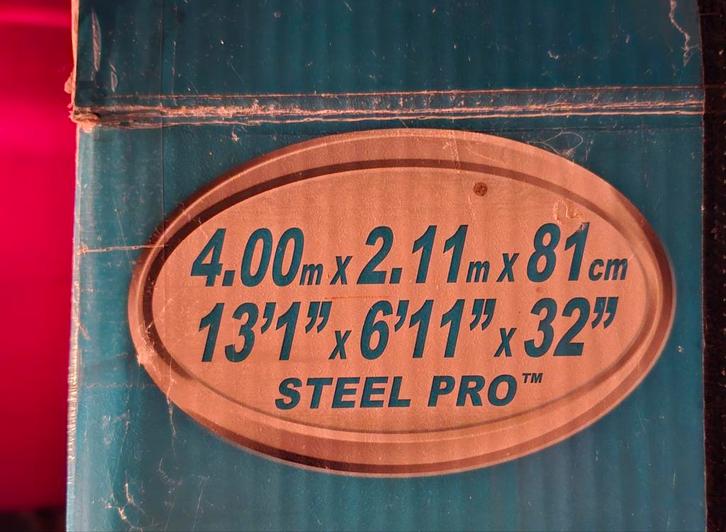 4.00m x 2.11m x 81cm
13'1" x 6'11" x 32"
STEEL PRO™